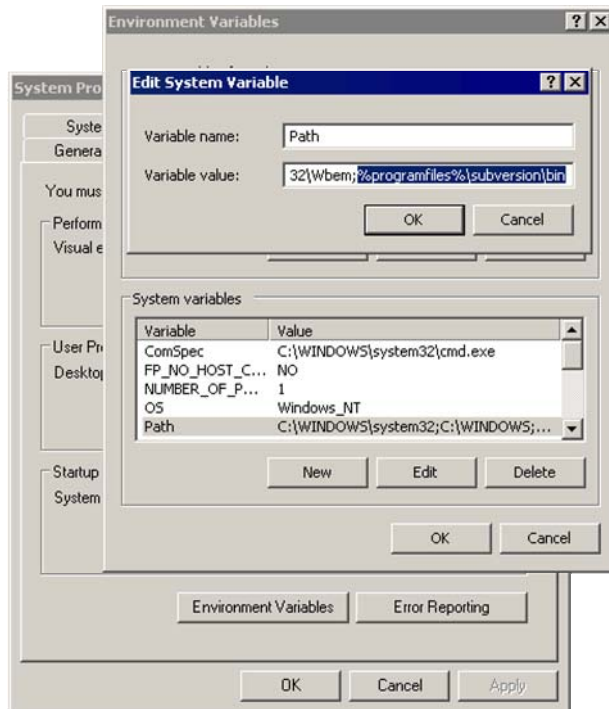 Environment Variables
Edit System Variable
Variable name: Path
Variable value: 32\Wbem;%programfiles%\subversion\bin
OK Cancel
System Pro
Syste
Genera
You mus
Perform
Visual e
User Pr
Desktop
Startup
System
System variables
Variable Value
ComSpec C:\WINDOWS\system32\cmd.exe
FP_NO_HOST_C... NO
NUMBER_OF_P... 1
OS Windows_NT
Path C:\WINDOWS\system32;C:\WINDOWS;...
New Edit Delete
OK Cancel
Environment Variables Error Reporting
OK Cancel Apply